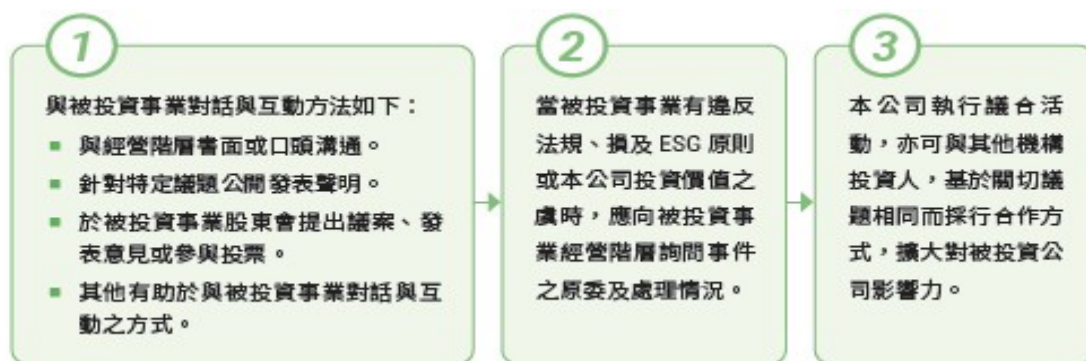 1
與被投資事業對話與互動方法如下：
▪ 與經營階層書面或口頭溝通。
▪ 針對特定議題公開發表聲明。
▪ 於被投資事業股東會提出議案、發
表意見或參與投票。
▪ 其他有助於與被投資事業對話與互
動之方式。
2
當被投資事業有違反
法規、損及 ESG 原則
或本公司投資價值之
虞時，應向被投資事
業經營階層詢問事件
之原委及處理情況。
3
本公司執行議合活
動，亦可與其他機構
投資人，基於關切議
題相同而採行合作方
式，擴大對被投資公
司影響力。